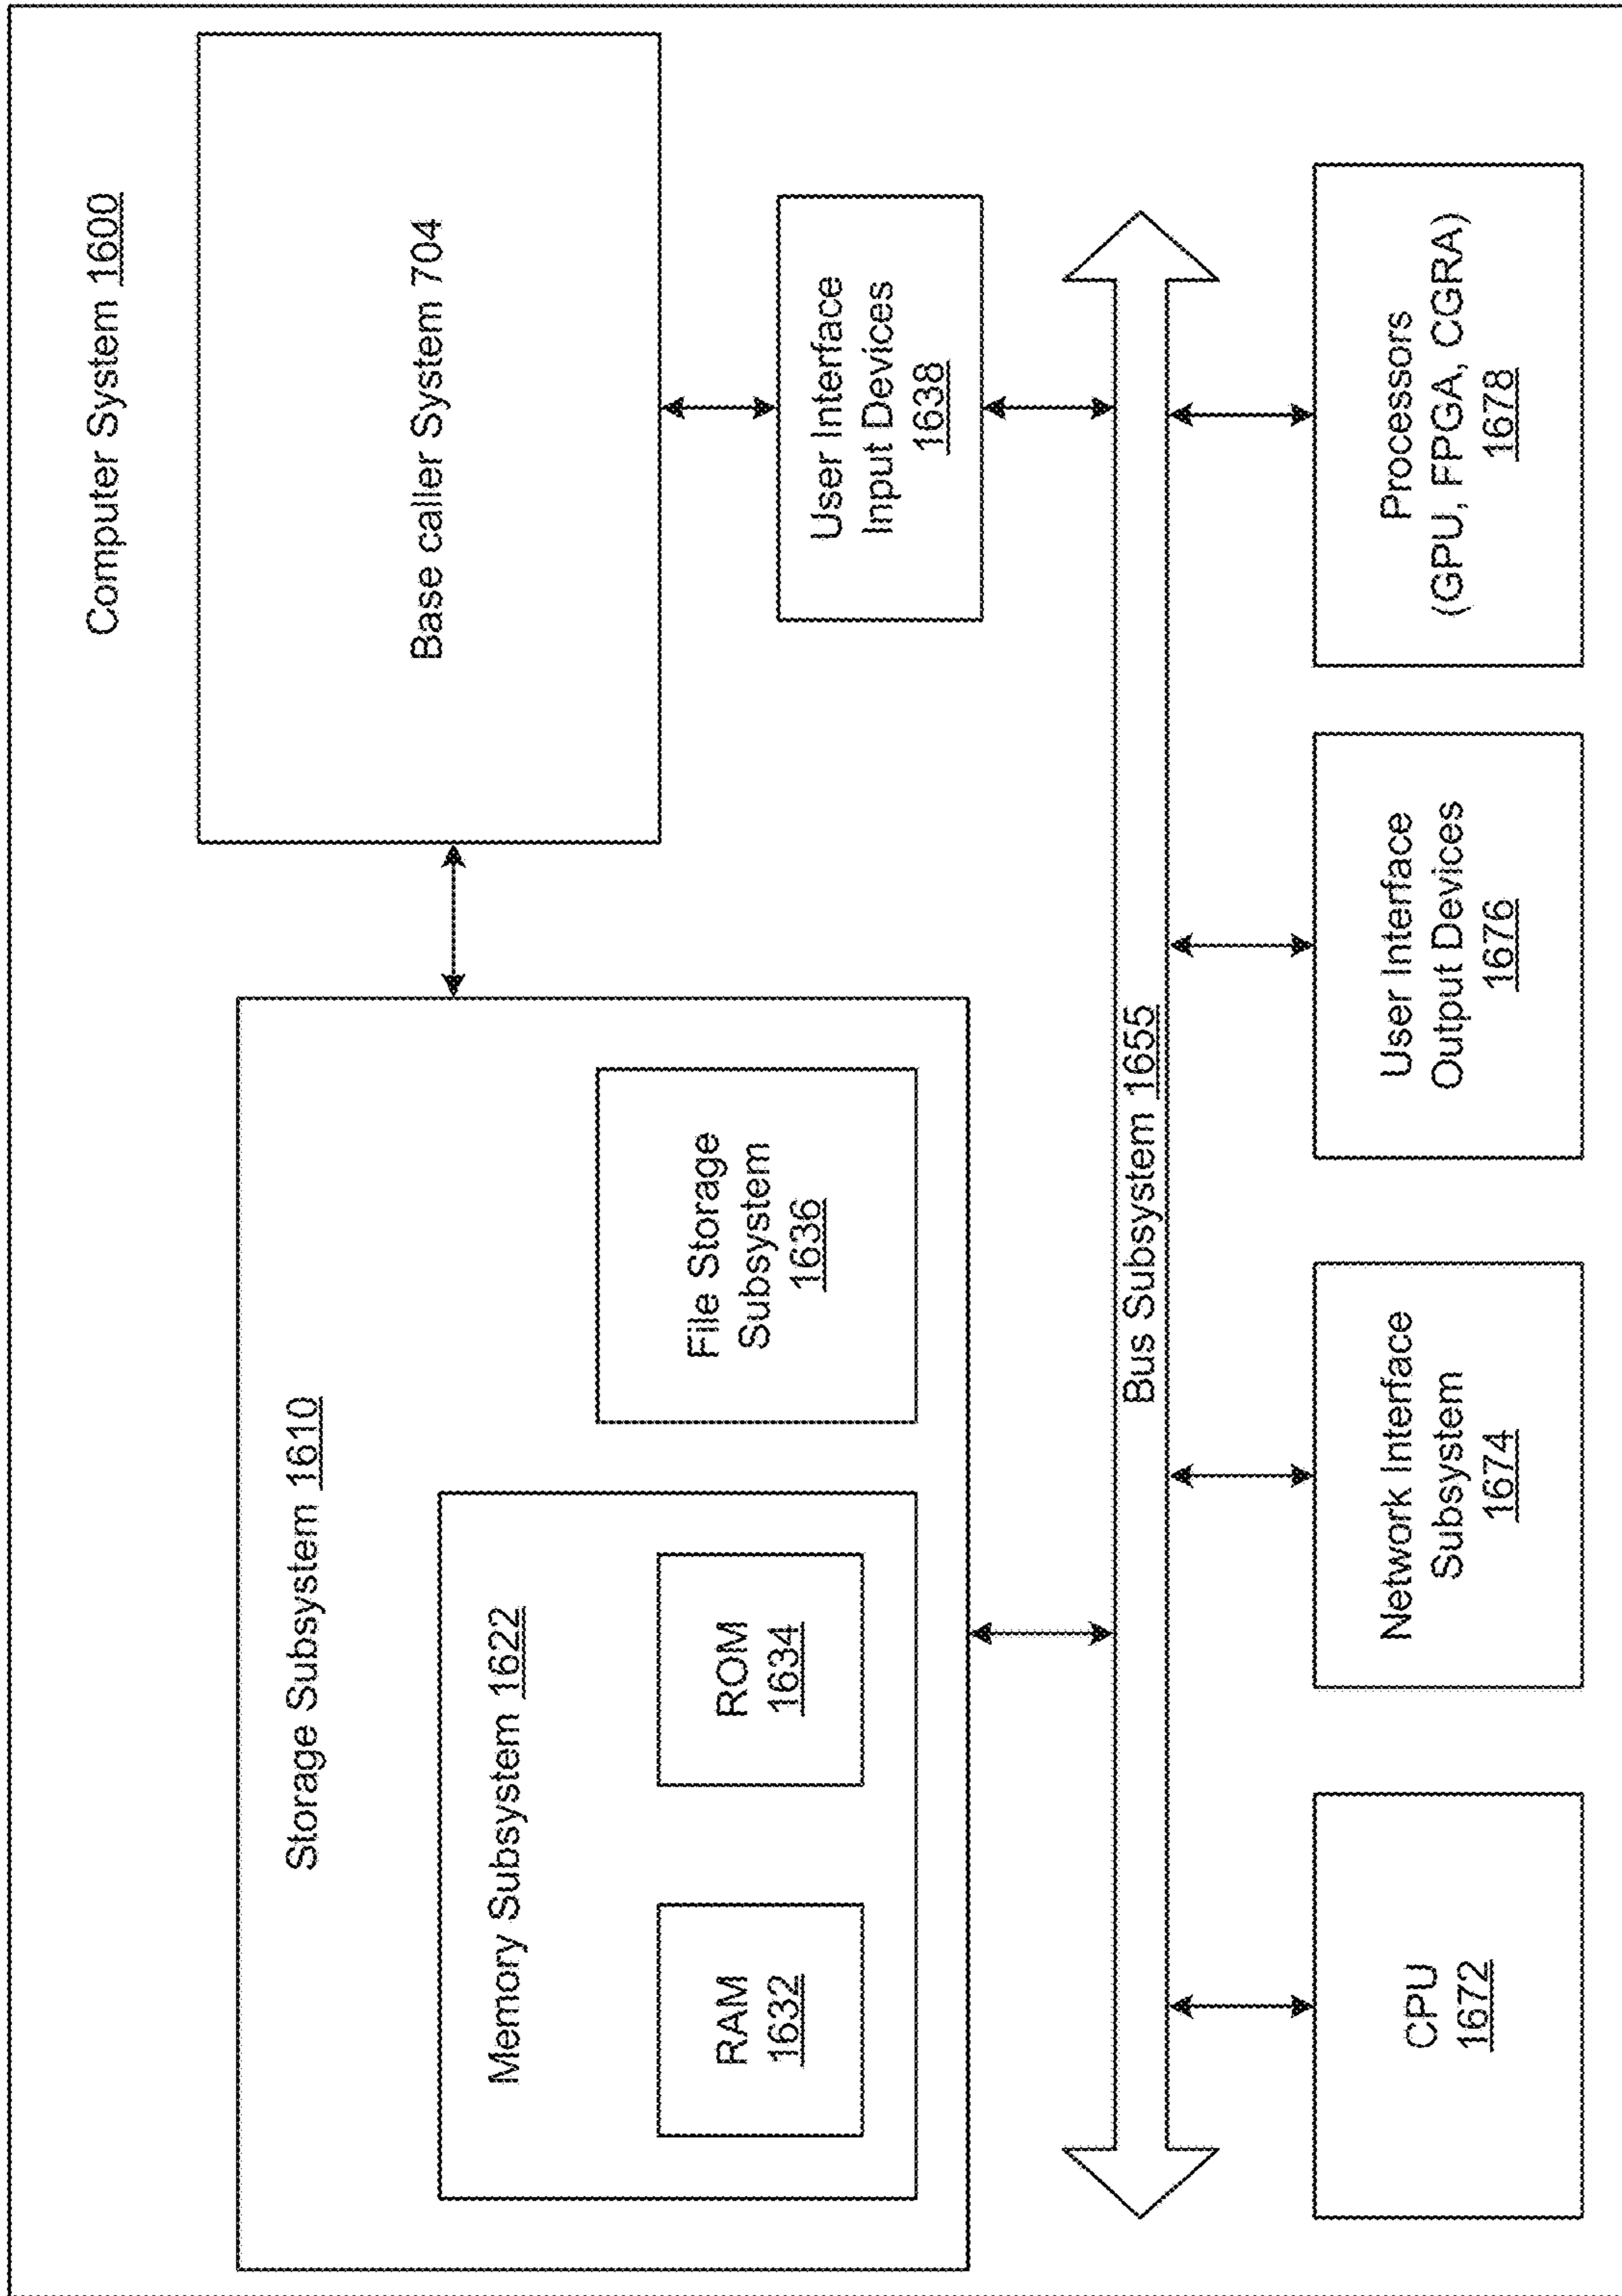 Computer System 1600
Storage Subsystem 1610
Memory Subsystem 1622
RAM
1632
ROM
1634
File Storage
Subsystem
1636
Base caller System 704
User Interface
Input Devices
1638
Bus Subsystem 1655
CPU
1672
Network Interface
Subsystem
1674
User Interface
Output Devices
1676
Processors
(GPU, FPGA, CGRA)
1678